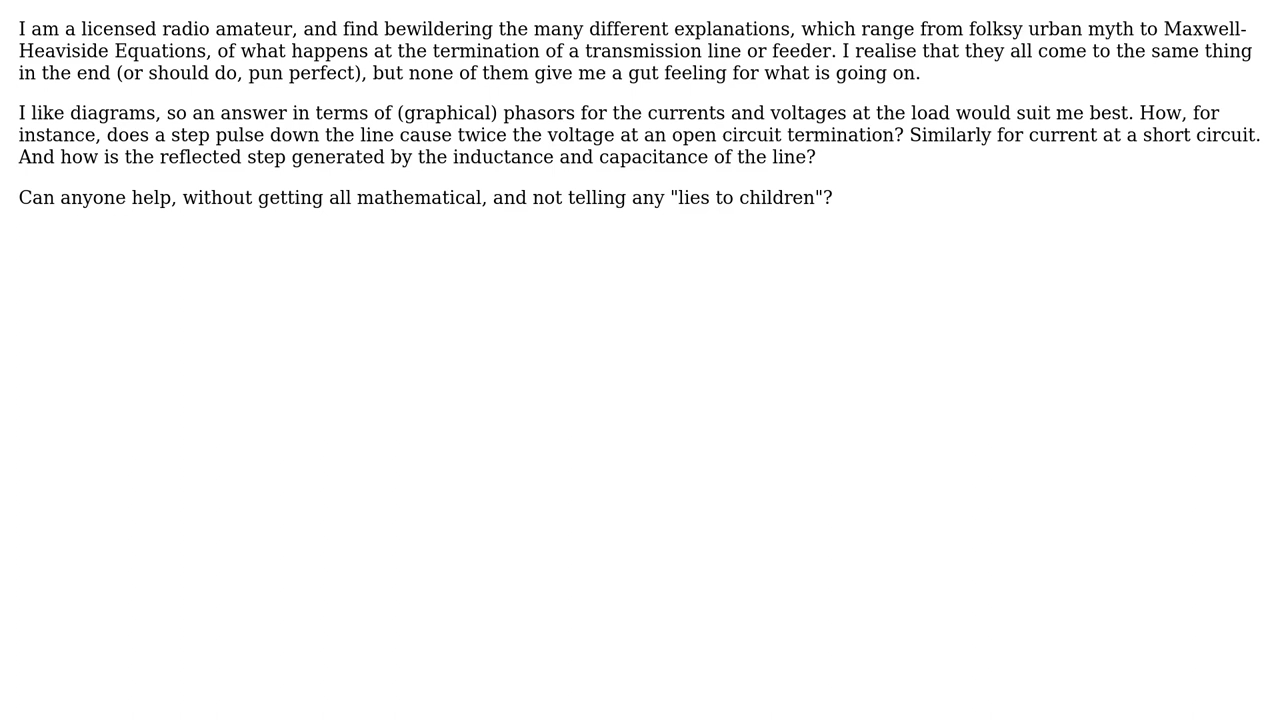 I am a licensed radio amateur, and find bewildering the many different explanations, which range from folksy urban myth to Maxwell-
Heaviside Equations, of what happens at the termination of a transmission line or feeder. I realise that they all come to the same thing
in the end (or should do, pun perfect), but none of them give me a gut feeling for what is going on.
I like diagrams, so an answer in terms of (graphical) phasors for the currents and voltages at the load would suit me best. How, for
instance, does a step pulse down the line cause twice the voltage at an open circuit termination? Similarly for current at a short circuit.
And how is the reflected step generated by the inductance and capacitance of the line?
Can anyone help, without getting all mathematical, and not telling any "lies to children"?